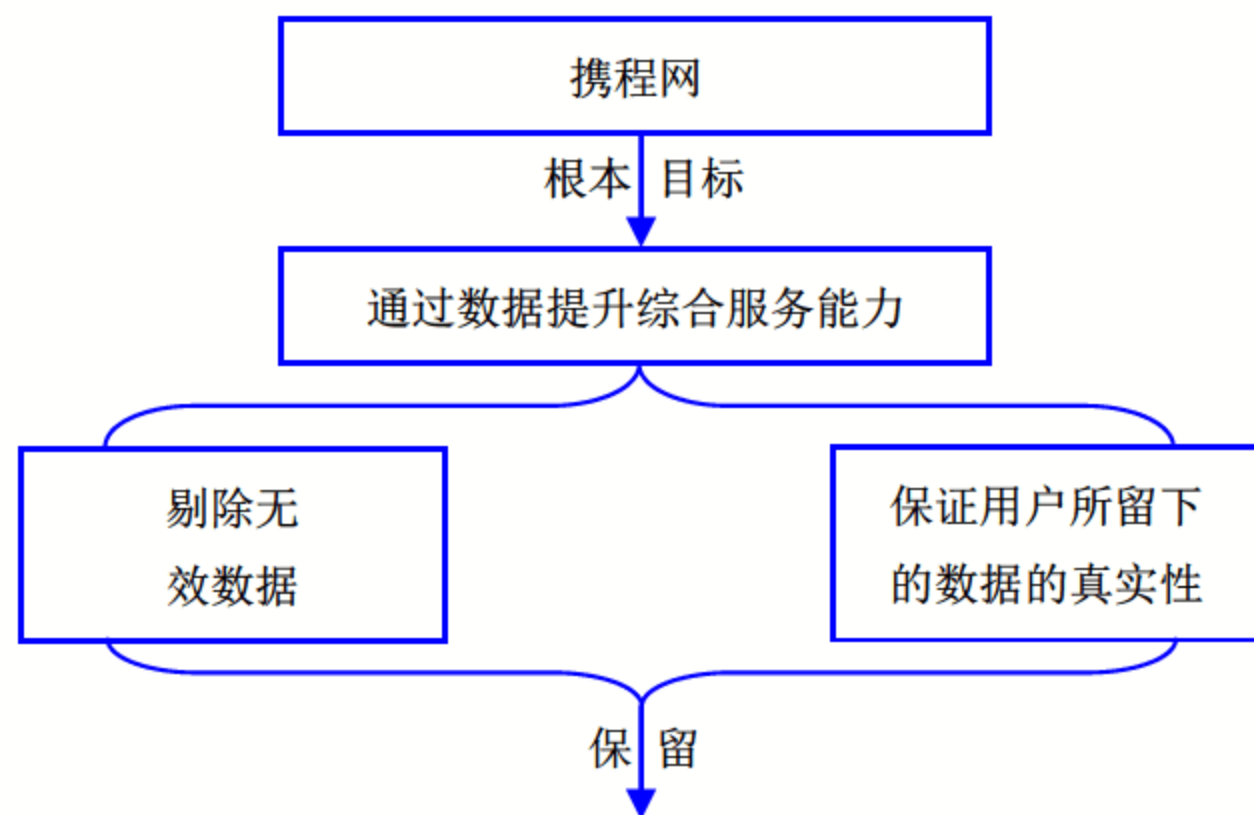 携程网
根本 目标
通过数据提升综合服务能力
剔除无
效数据
保证用户所留下
的数据的真实性
保 留